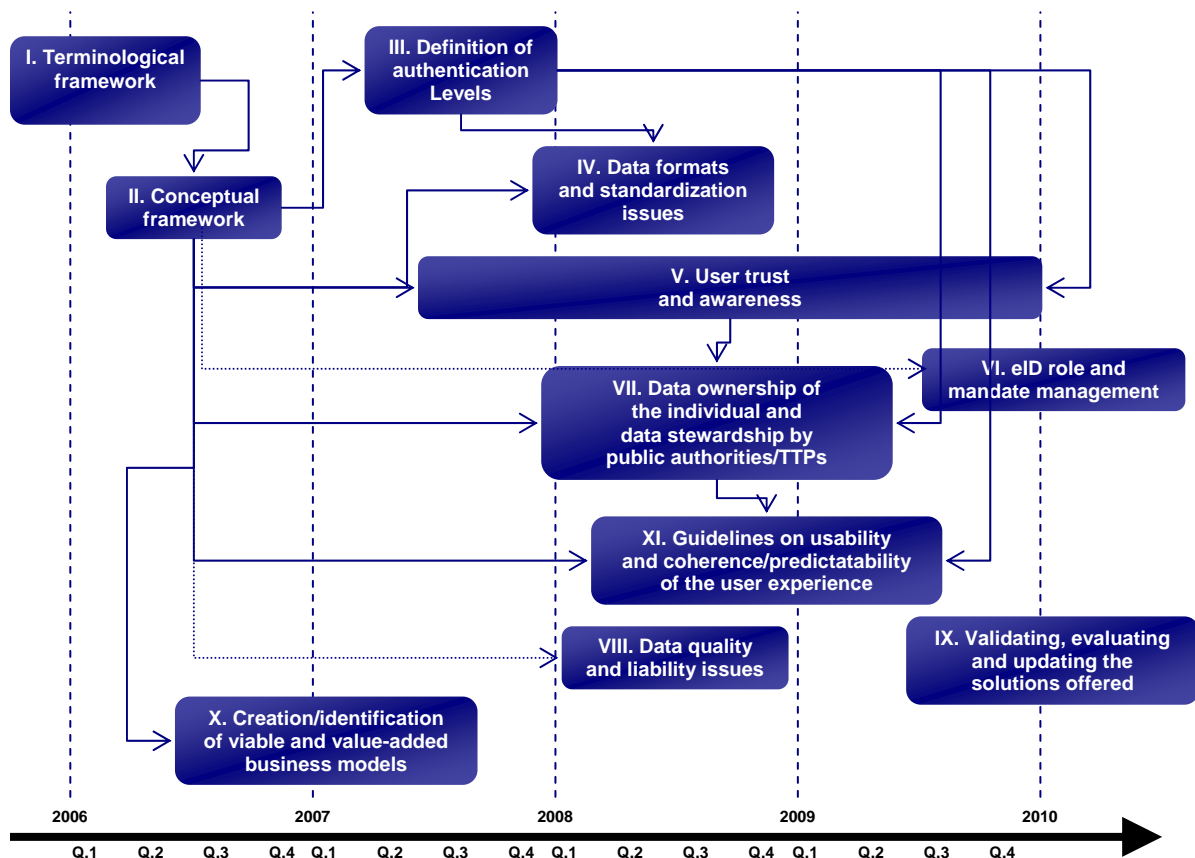 I. Terminological
framework
III. Definition of
authentication
Levels
IV. Data formats
and standardization
issues
II. Conceptual
framework
V. User trust
and awareness
VI. eID role and
mandate management
VII. Data ownership of
the individual and
data stewardship by
public authorities/TTPs
XI. Guidelines on usability
and coherence/predictatability
of the user experience
VIII. Data quality
and liability issues
IX. Validating, evaluating
and updating the
solutions offered
X. Creation/identification
of viable and value-added
business models
2006 2007 2008 2009 2010
Q.1 Q.2 Q.3 Q.4 Q.1 Q.2 Q.3 Q.4 Q.1 Q.2 Q.3 Q.4 Q.1 Q.2 Q.3 Q.4